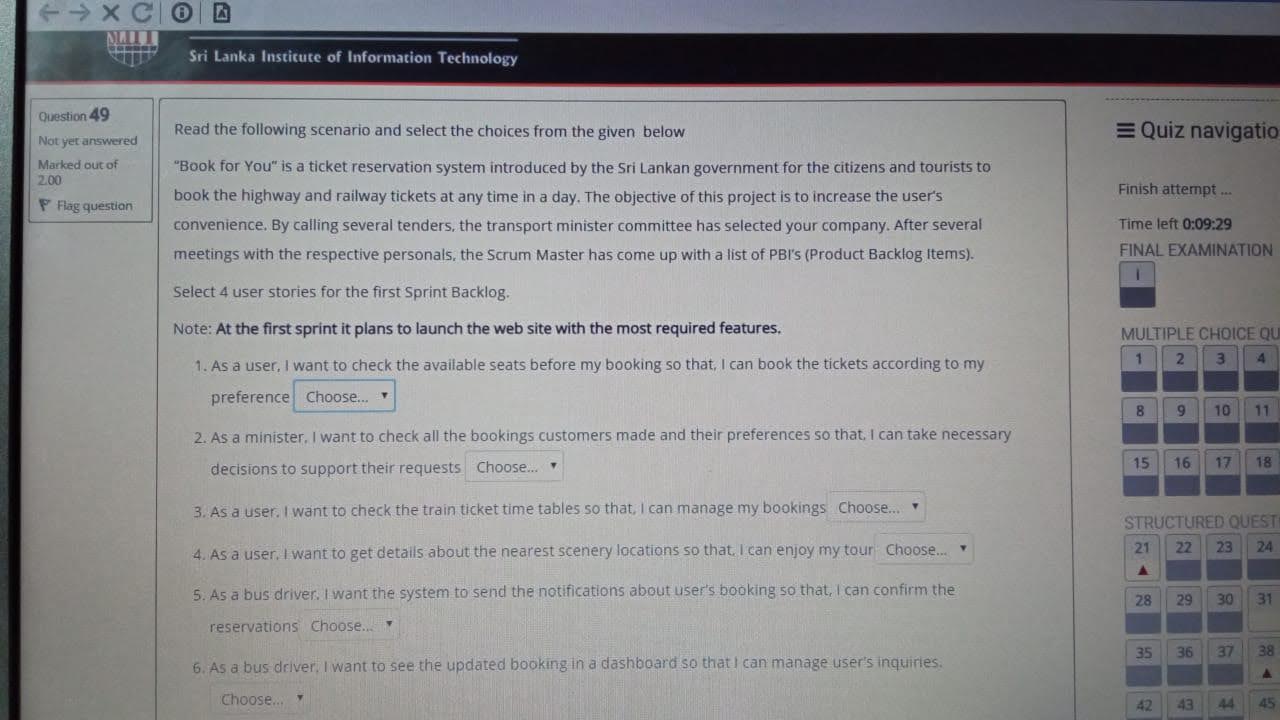 SLIIT
Sri Lanka Institute of Information Technology
Question 49
Not yet answered
Marked out of
2.00
Flag question
Read the following scenario and select the choices from the given below
"Book for You" is a ticket reservation system introduced by the Sri Lankan government for the citizens and tourists to
book the highway and railway tickets at any time in a day. The objective of this project is to increase the user's
convenience. By calling several tenders, the transport minister committee has selected your company. After several
meetings with the respective personals, the Scrum Master has come up with a list of PBI's (Product Backlog Items).
Select 4 user stories for the first Sprint Backlog.
Note: At the first sprint it plans to launch the web site with the most required features.
1. As a user, I want to check the available seats before my booking so that, I can book the tickets according to my
preference Choose...
2. As a minister, I want to check all the bookings customers made and their preferences so that, I can take necessary
decisions to support their requests Choose...
3. As a user, I want to check the train ticket time tables so that, I can manage my bookings Choose...
4. As a user, I want to get details about the nearest scenery locations so that, I can enjoy my tour Choose...
5. As a bus driver, I want the system to send the notifications about user's booking so that, I can confirm the
reservations Choose...
6. As a bus driver, I want to see the updated booking in a dashboard so that I can manage user's inquiries.
Choose...
Quiz navigatio
Finish attempt ...
Time left 0:09:29
FINAL EXAMINATION
i
MULTIPLE CHOICE QU
1 2 3 4
8 9 10 11
15 16 17 18
STRUCTURED QUEST
21 22 23 24
28 29 30 31
35 36 37 38
42 43 44 45